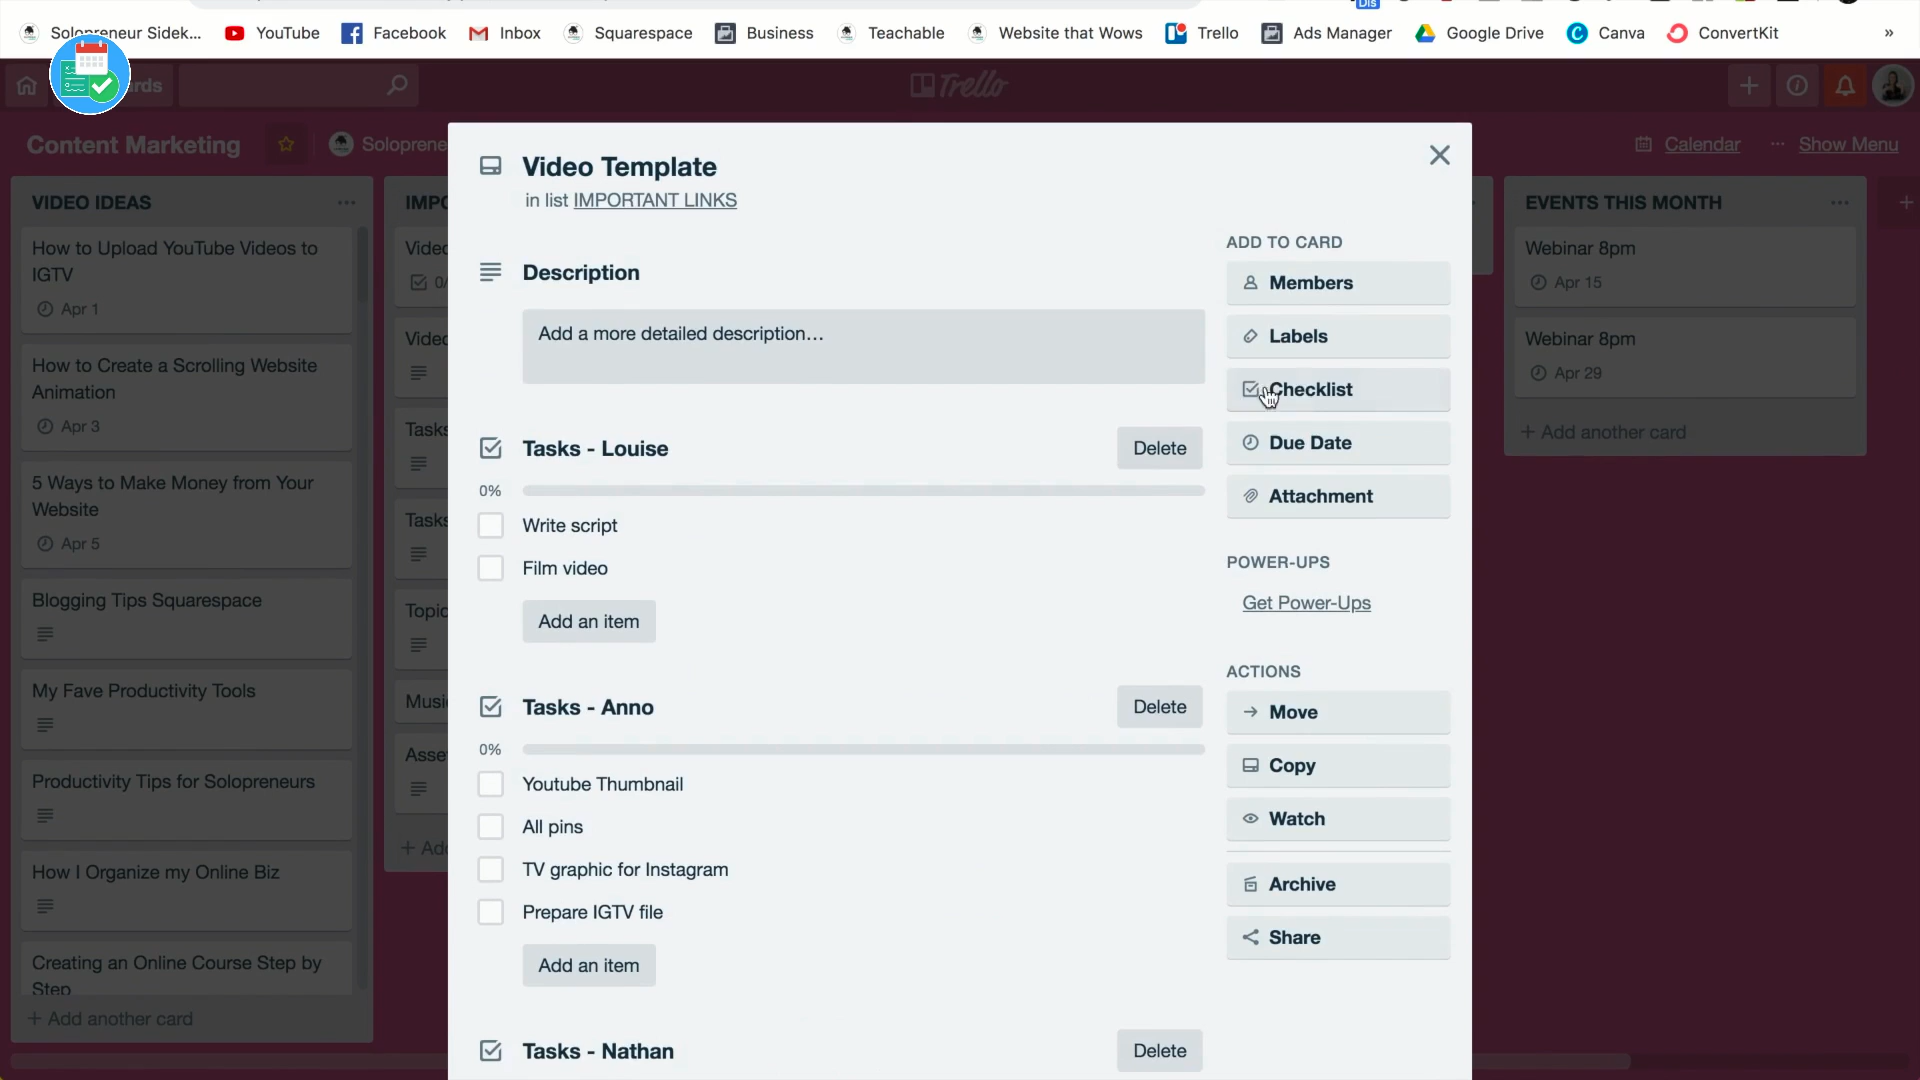 Solopreneur Sidek...
YouTube
Facebook
Inbox
Squarespace
Business
Teachable
Website that Wows
Trello
Ads Manager
Google Drive
Canva
ConvertKit
»
Trello
Content Marketing
Calendar
Show Menu
VIDEO IDEAS
How to Upload YouTube Videos to
IGTV
Apr 1
How to Create a Scrolling Website
Animation
Apr 3
5 Ways to Make Money from Your
Website
Apr 5
Blogging Tips Squarespace
My Fave Productivity Tools
Productivity Tips for Solopreneurs
How I Organize my Online Biz
Creating an Online Course Step by
Step
+ Add another card
Video Template
in list IMPORTANT LINKS
Description
Add a more detailed description...
Tasks - Louise
Delete
0%
Write script
Film video
Add an item
Tasks - Anno
Delete
0%
Youtube Thumbnail
All pins
TV graphic for Instagram
Prepare IGTV file
Add an item
Tasks - Nathan
Delete
ADD TO CARD
Members
Labels
Checklist
Due Date
Attachment
POWER-UPS
Get Power-Ups
ACTIONS
Move
Copy
Watch
Archive
Share
EVENTS THIS MONTH
Webinar 8pm
Apr 15
Webinar 8pm
Apr 29
+ Add another card